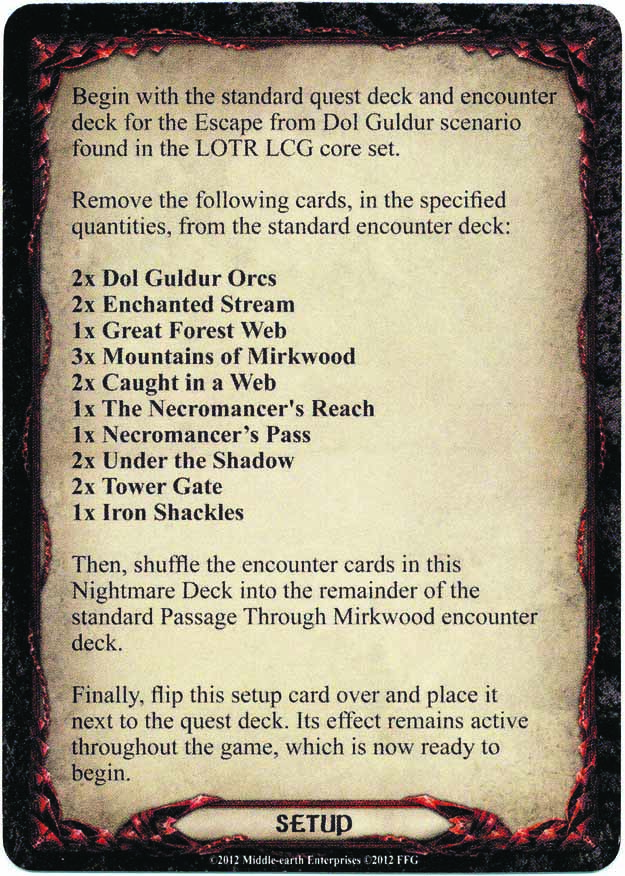 Begin with the standard quest deck and encounter
deck for the Escape from Dol Guldur scenario
found in the LOTR LCG core set.
Remove the following cards, in the specified
quantities, from the standard encounter deck:
2x Dol Guldur Orcs
2x Enchanted Stream
1x Great Forest Web
3x Mountains of Mirkwood
2x Caught in a Web
1x The Necromancer's Reach
1x Necromancer’s Pass
2x Under the Shadow
2x Tower Gate
1x Iron Shackles
Then, shuffle the encounter cards in this
Nightmare Deck into the remainder of the
standard Passage Through Mirkwood encounter
deck.
Finally, flip this setup card over and place it
next to the quest deck. Its effect remains active
throughout the game, which is now ready to
begin.
SETUP
©2012 Middle-earth Enterprises ©2012 FFG